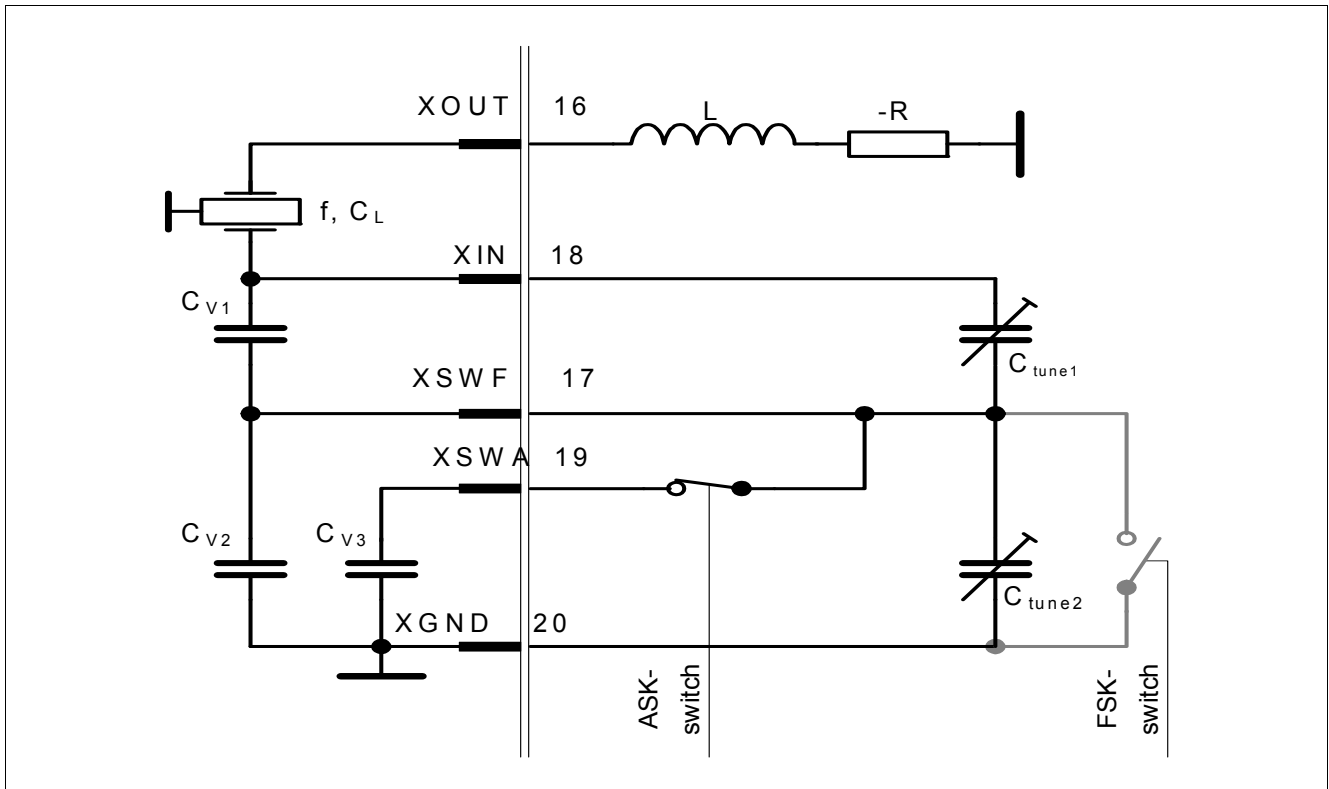 XOUT 16
L
-R
f, CL
XIN 18
CV1
Ctune1
XSWF 17
XSWA 19
CV2
CV3
Ctune2
XGND 20
ASK-
switch
FSK-
switch